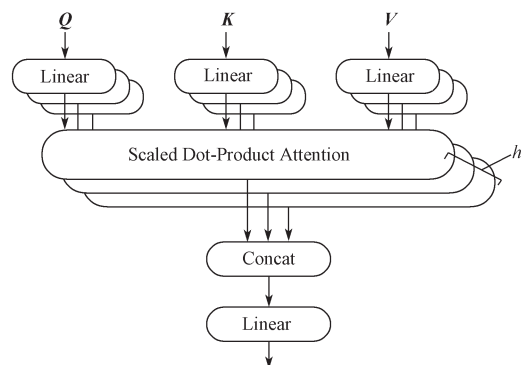 Q K V
Linear Linear Linear
Scaled Dot-Product Attention
h
Concat
Linear